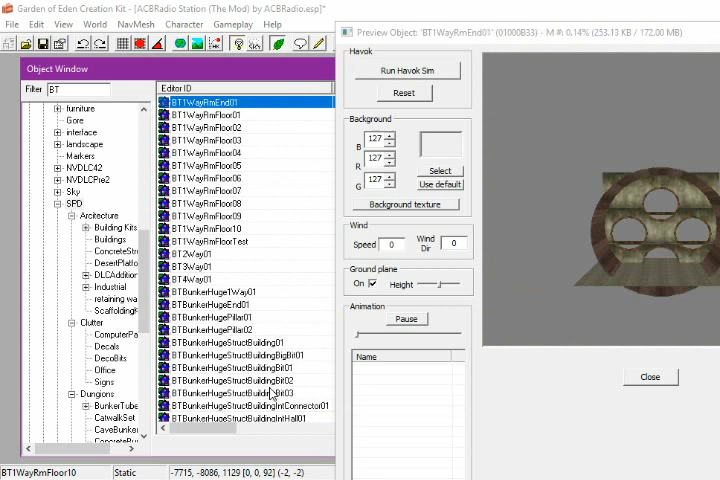 Garden of Eden Creation Kit - [ACBRadio Station (The Mod) by ACBRadio.esp]*
File Edit View World NavMesh Character Gameplay Help
Object Window
Filter BT
Editor ID
furniture
Gore
interface
landscape
Markers
NVDLC42
NVDLCPre2
Sky
SPD
Arcitecture
Building Kits
Buildings
ConcreteStr
DesertPlatfo
DLCAddition
Industrial
retaining wa
Scaffolding
Clutter
ComputerPa
Decals
DecoBits
Office
Signs
Dungions
BunkerTube
CatwalkSet
CaveBunker
ConcreteRo
BT1WayRmEnd01
BT1WayRmFloor01
BT1WayRmFloor02
BT1WayRmFloor03
BT1WayRmFloor04
BT1WayRmFloor05
BT1WayRmFloor06
BT1WayRmFloor07
BT1WayRmFloor08
BT1WayRmFloor09
BT1WayRmFloor10
BT1WayRmFloorTest
BT2Way01
BT3Way01
BT4Way01
BTBunkerHuge1Way01
BTBunkerHugeEnd01
BTBunkerHugePillar01
BTBunkerHugePillar02
BTBunkerHugeStructBuilding01
BTBunkerHugeStructBuildingBigBit01
BTBunkerHugeStructBuildingBit01
BTBunkerHugeStructBuildingBit02
BTBunkerHugeStructBuildingBit03
BTBunkerHugeStructBuildingIntConnector01
BTBunkerHugeStructBuildingIntHall01
BT1WayRmFloor10 Static -7715, -8086, 1129 [0, 0, 92] (-2, -2)
Preview Object: 'BT1WayRmEnd01' (01000B33) - M #: 0.14% (253.13 KB / 172.00 MB)
Havok
Run Havok Sim
Reset
Background
B 127
R 127
G 127
Select
Use default
Background texture
Wind
Speed 0 Wind Dir 0
Ground plane
On Height
Animation
Pause
Name
Close